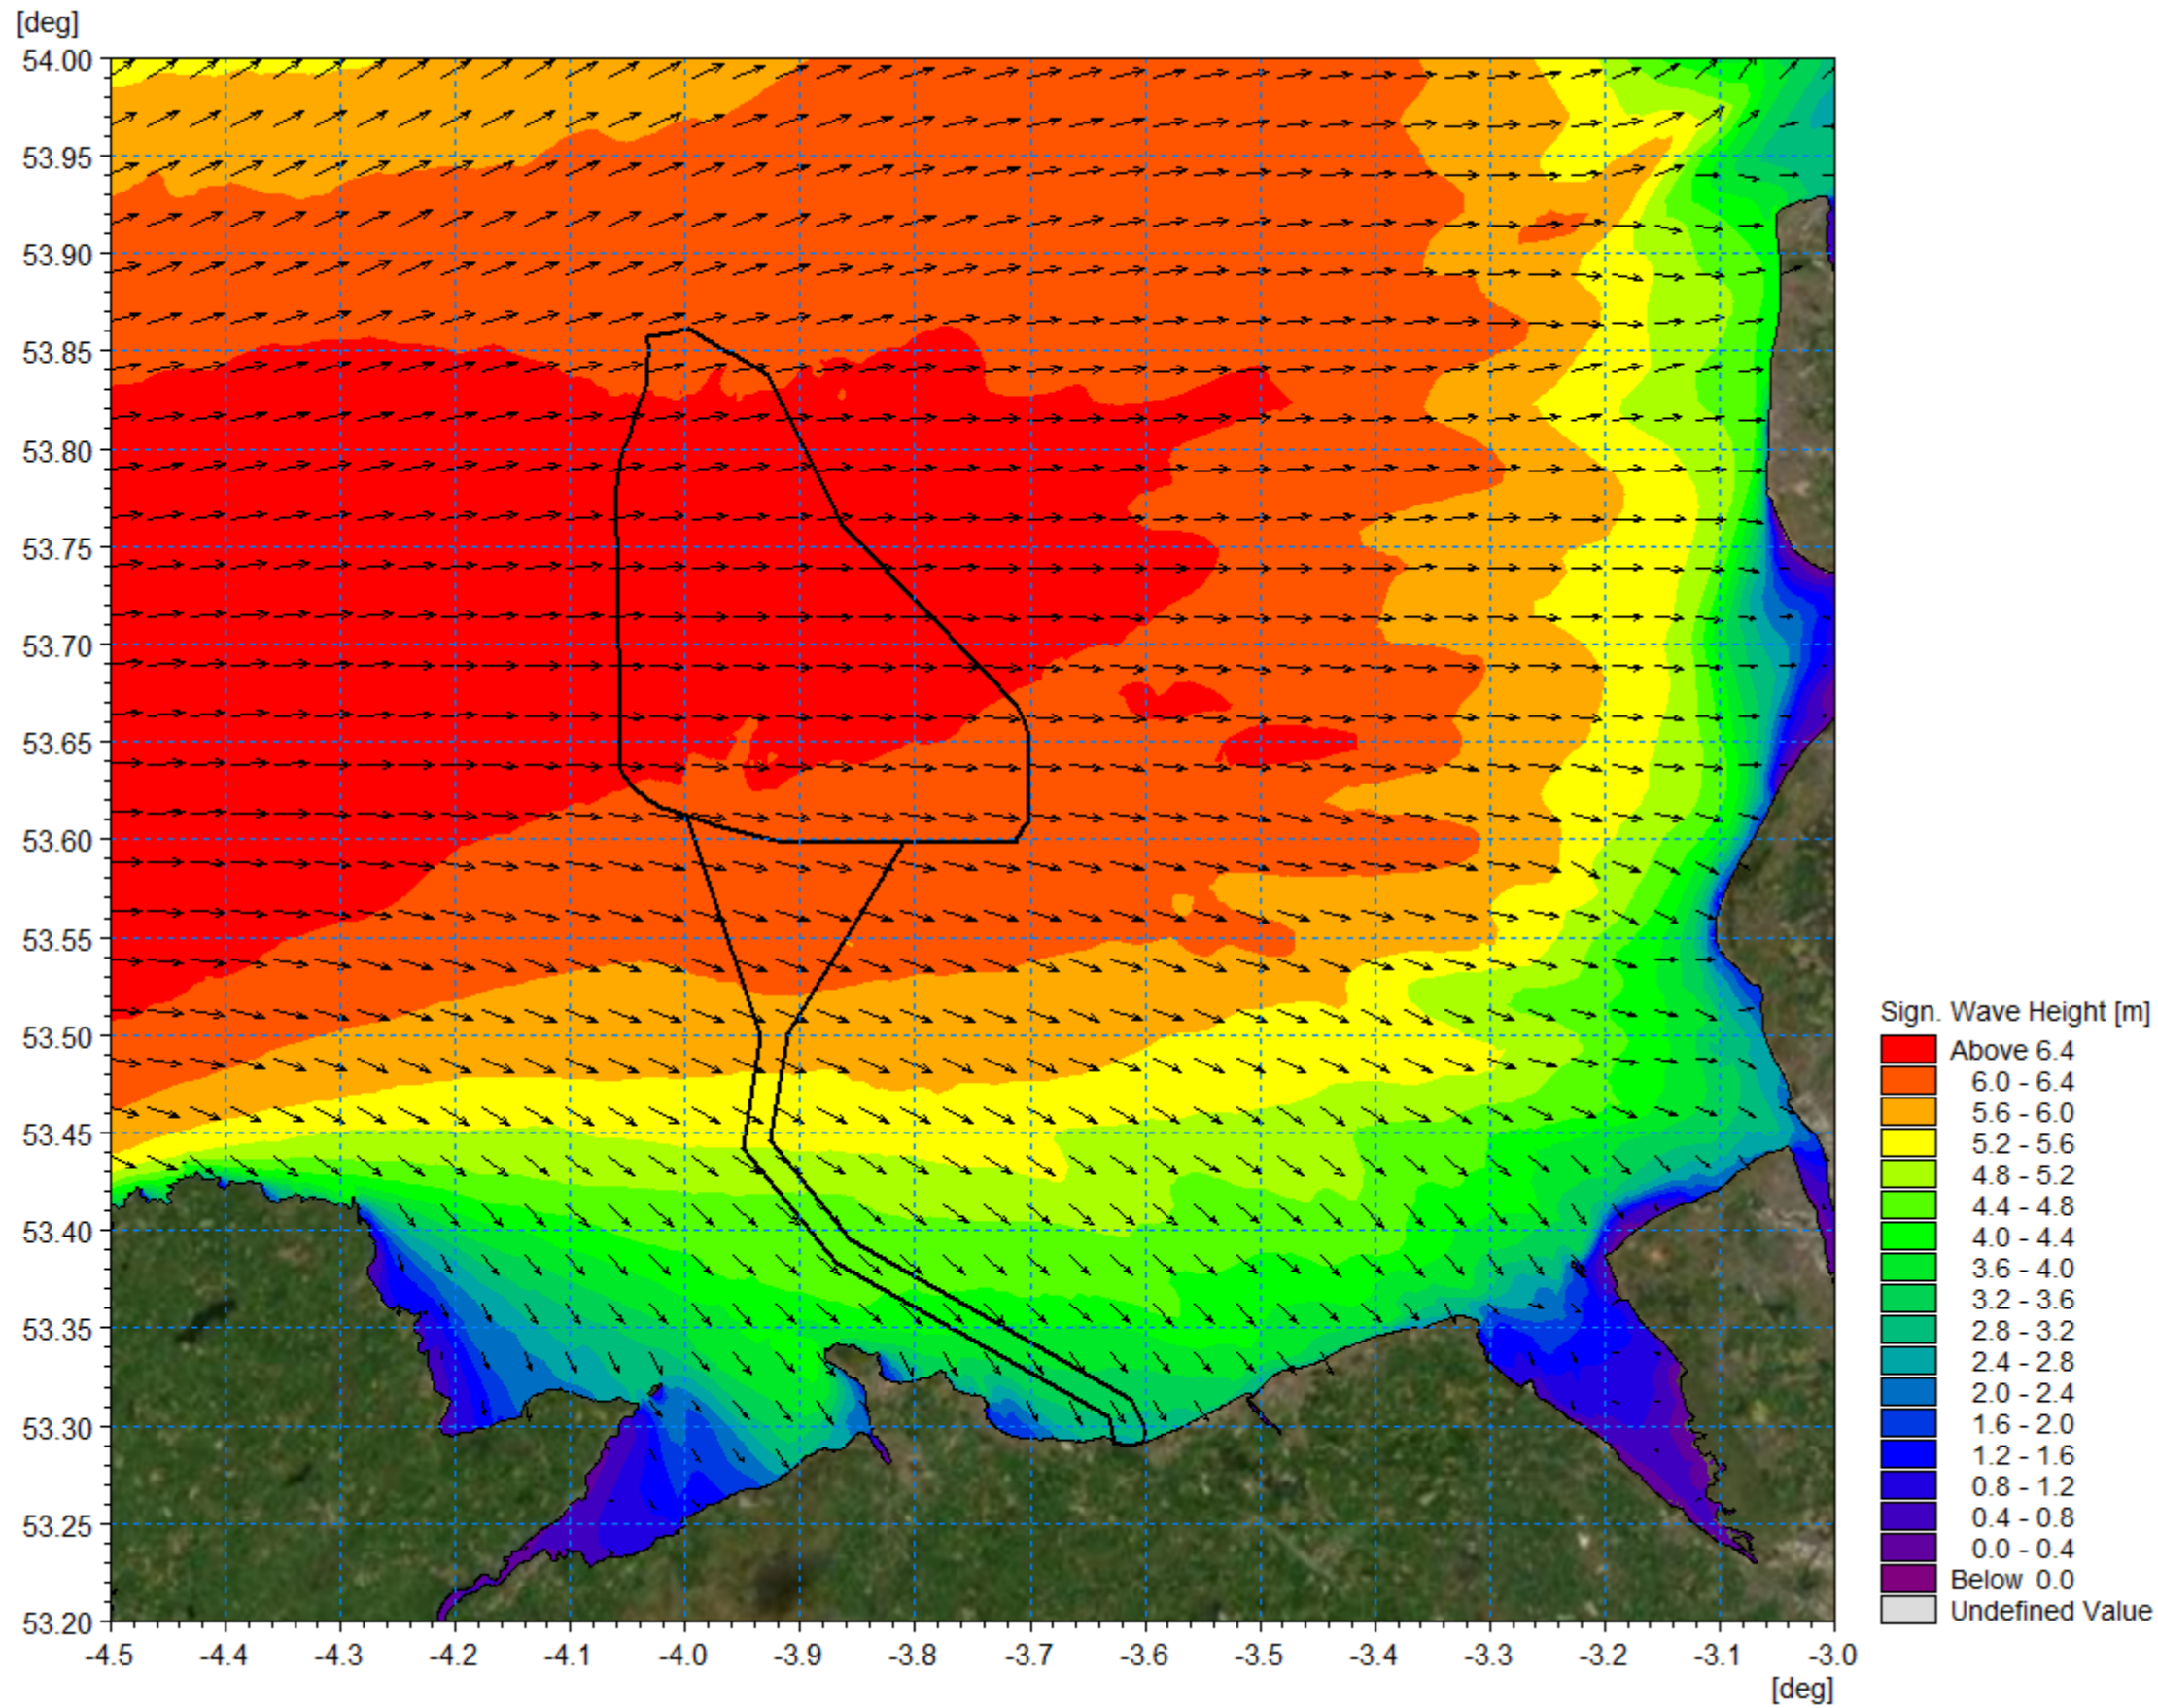 [deg]
54.00
53.95
53.90
53.85
53.80
53.75
53.70
53.65
53.60
53.55
53.50
53.45
53.40
53.35
53.30
53.25
53.20
-4.5 -4.4 -4.3 -4.2 -4.1 -4.0 -3.9 -3.8 -3.7 -3.6 -3.5 -3.4 -3.3 -3.2 -3.1 -3.0
[deg]
Sign. Wave Height [m]
Above 6.4
6.0 - 6.4
5.6 - 6.0
5.2 - 5.6
4.8 - 5.2
4.4 - 4.8
4.0 - 4.4
3.6 - 4.0
3.2 - 3.6
2.8 - 3.2
2.4 - 2.8
2.0 - 2.4
1.6 - 2.0
1.2 - 1.6
0.8 - 1.2
0.4 - 0.8
0.0 - 0.4
Below 0.0
Undefined Value